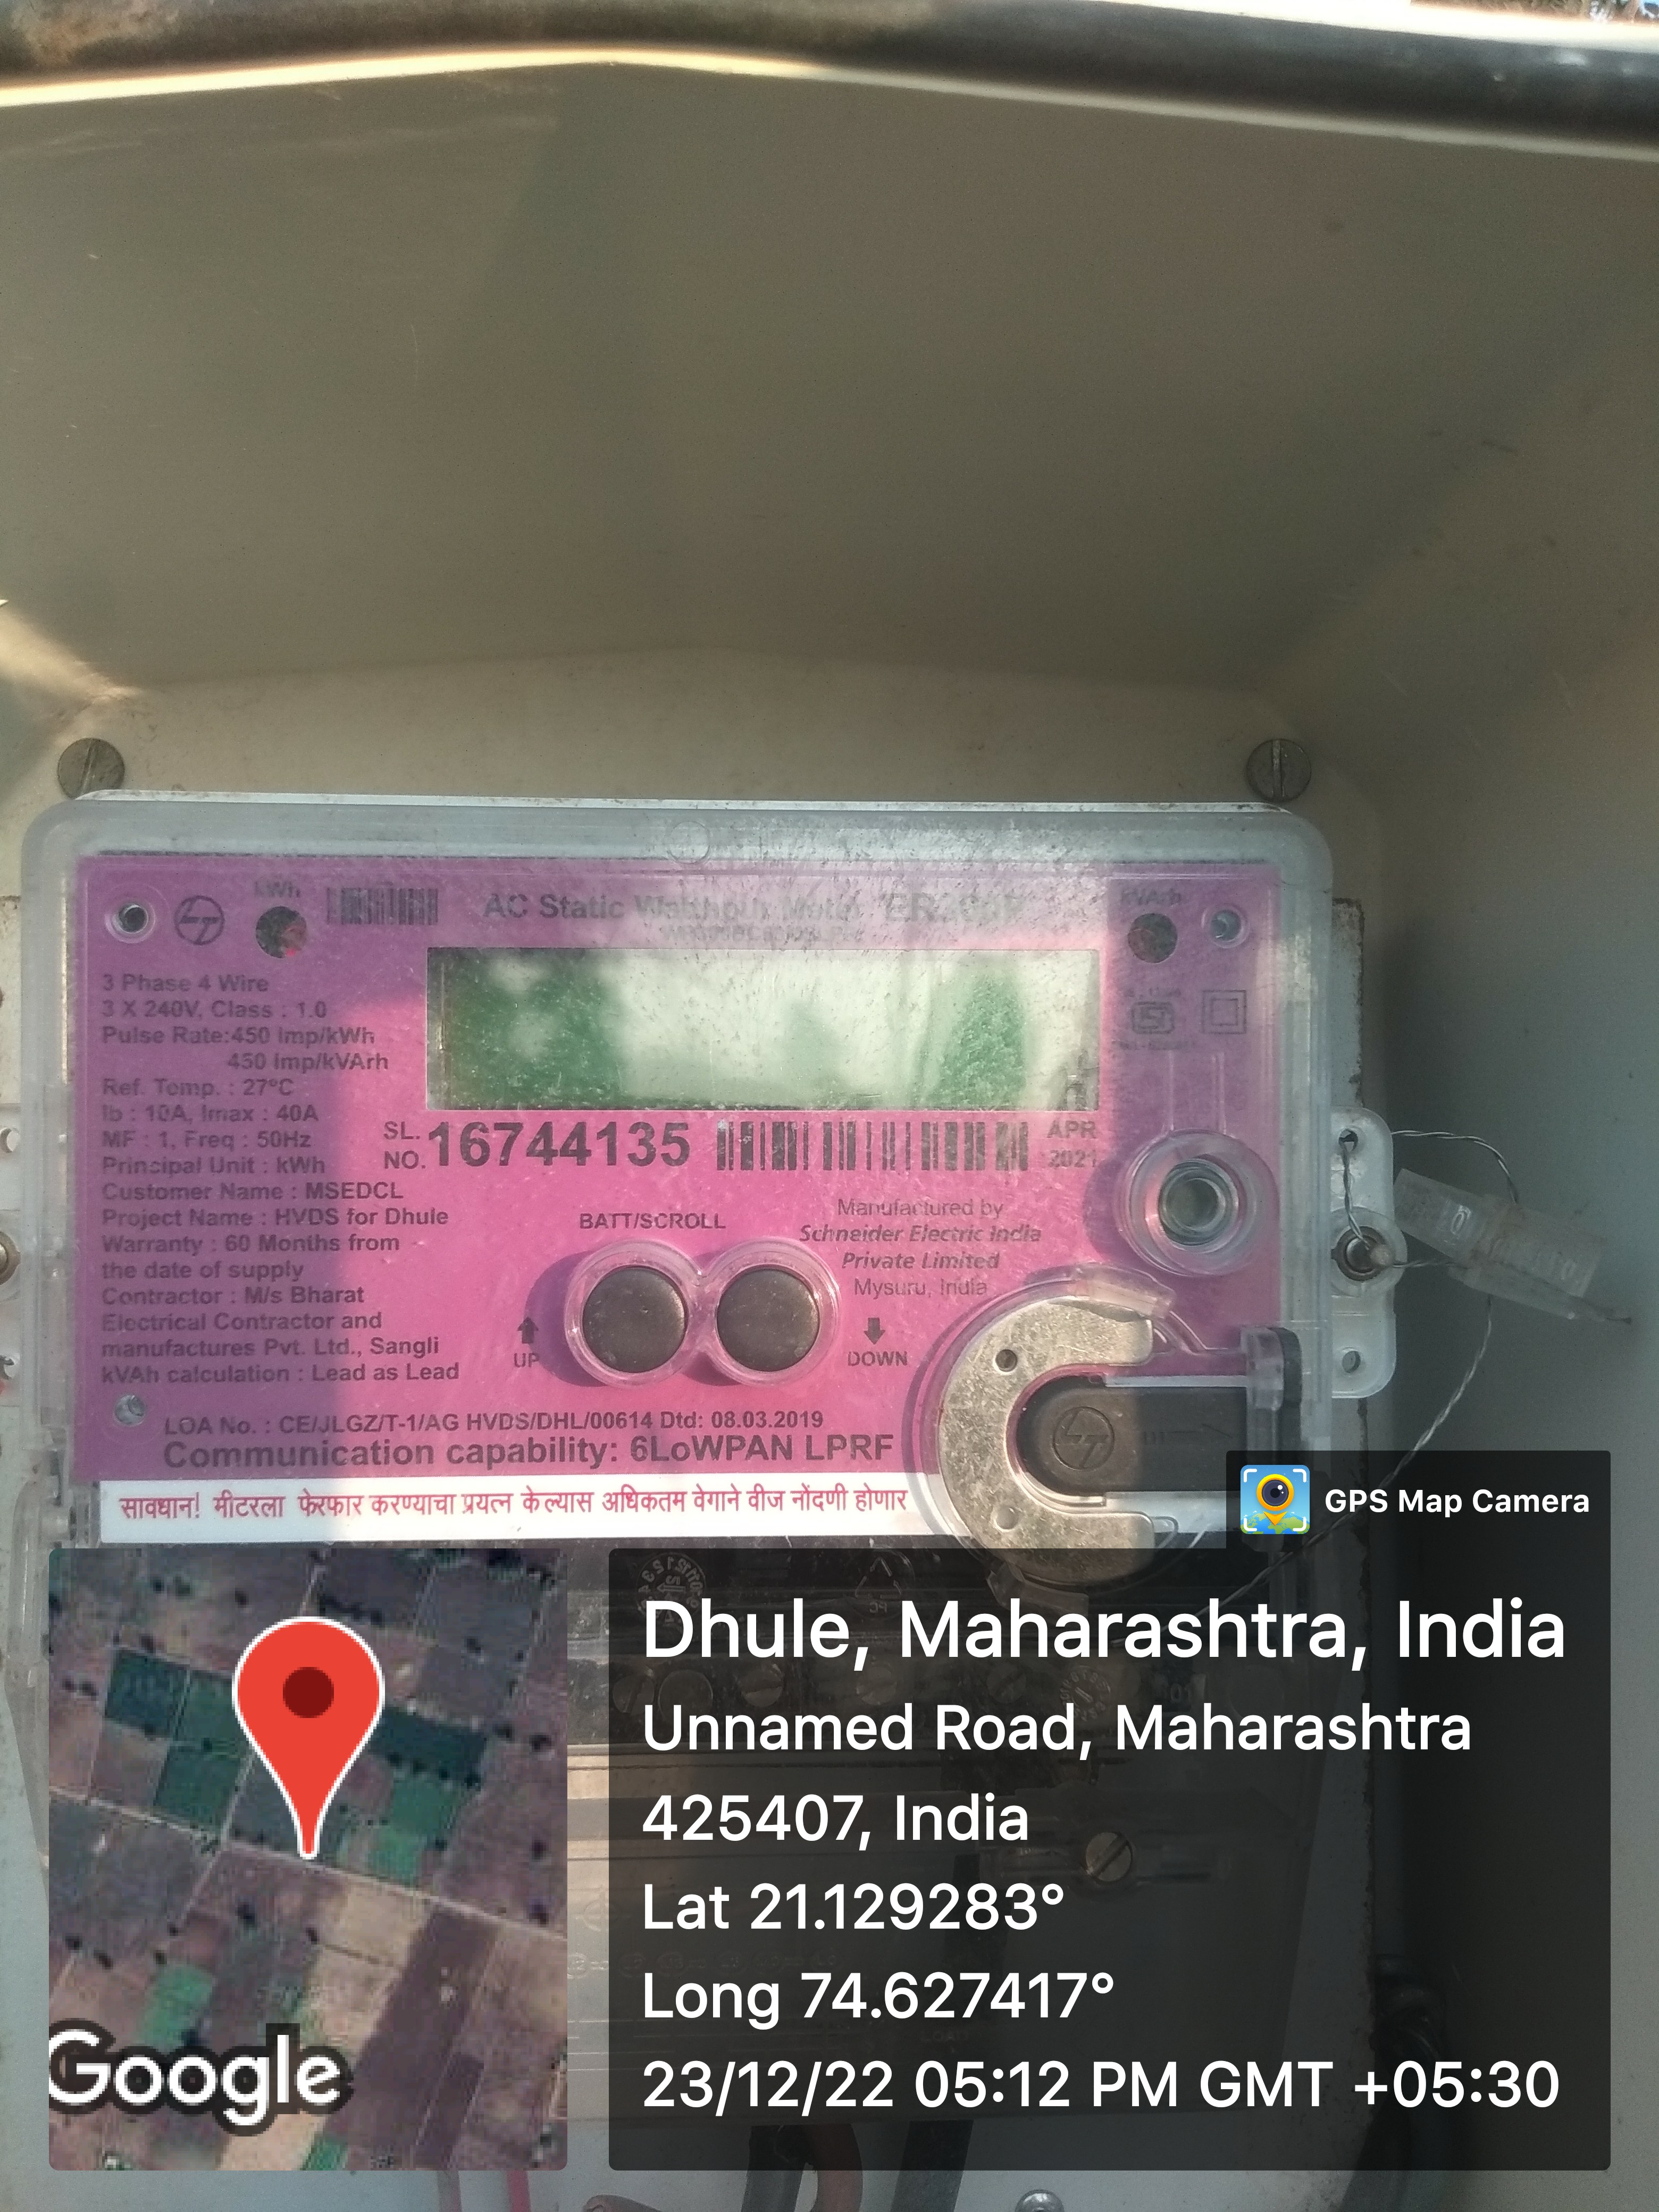 kWh
AC Static Watthour Meter ER300P
kVArh
3 Phase 4 Wire
3 X 240V, Class : 1.0
Pulse Rate:450 Imp/kWh
450 Imp/kVArh
Ref. Temp. : 27°C
Ib : 10A, Imax : 40A
MF : 1, Freq : 50Hz
Principal Unit : kWh
Customer Name : MSEDCL
Project Name : HVDS for Dhule
Warranty : 60 Months from
the date of supply
Contractor : M/s Bharat
Electrical Contractor and
manufactures Pvt. Ltd., Sangli
kVAh calculation : Lead as Lead
SL.
NO. 16744135
APR
2021
BATT/SCROLL
UP
DOWN
Manufactured by
Schneider Electric India
Private Limited
Mysuru, India
LOA No. : CE/JLGZ/T-1/AG HVDS/DHL/00614 Dtd: 08.03.2019
Communication capability: 6LoWPAN LPRF
सावधान! मीटरला फेरफार करण्याचा प्रयत्न केल्यास अधिकतम वेगाने वीज नोंदणी होणार
GPS Map Camera
Dhule, Maharashtra, India
Unnamed Road, Maharashtra
425407, India
Lat 21.129283°
Long 74.627417°
23/12/22 05:12 PM GMT +05:30
Google